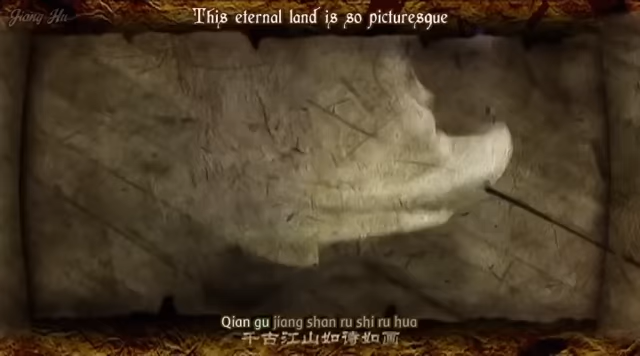 Jiang Hu
This eternal land is so picturesque
Qian gu jiang shan ru shi ru hua
千古江山如诗如画